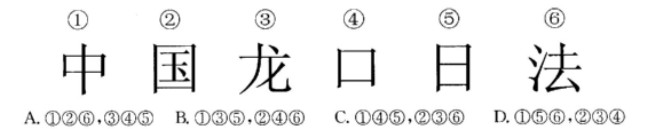 ① ② ③ ④ ⑤ ⑥
中 国 龙 口 日 法
A. ①②⑥,③④⑤ B. ①③⑤,②④⑥ C. ①④⑤,②③⑥ D. ①⑤⑥,②③④